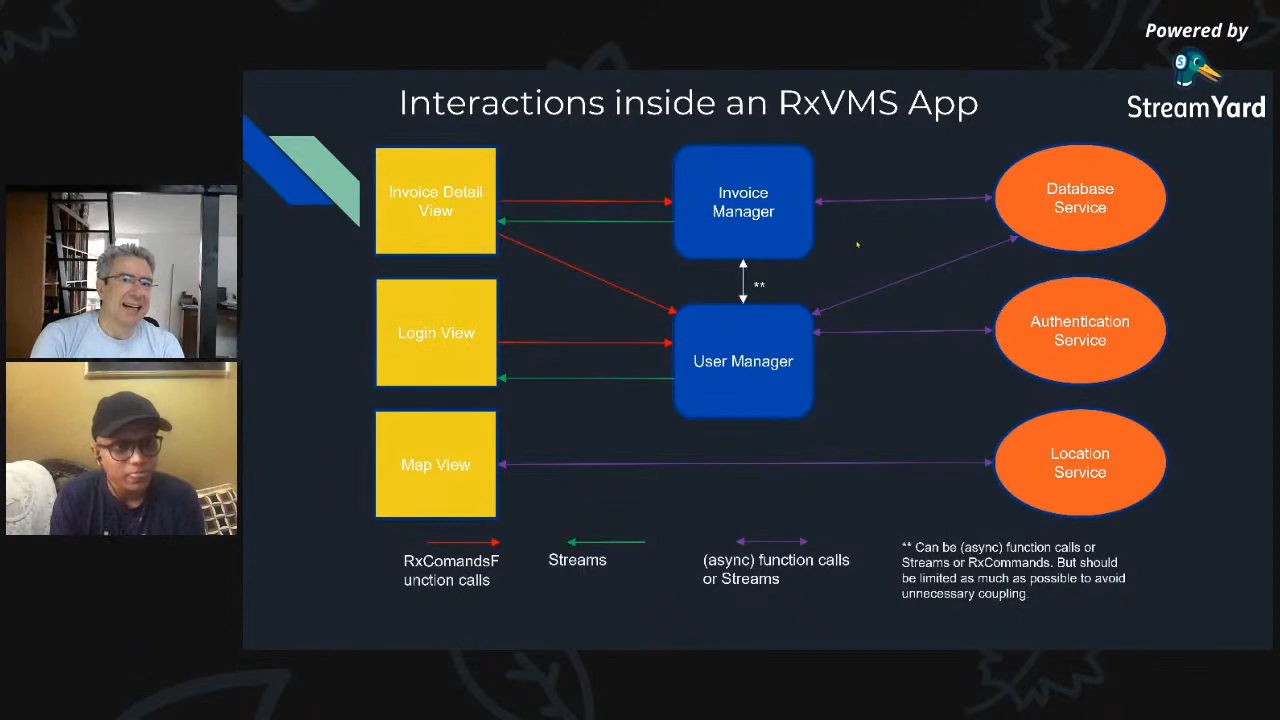 Powered by
StreamYard
Interactions inside an RxVMS App
Invoice Detail
View
Invoice
Manager
Database
Service
**
Login View
User Manager
Authentication
Service
Map View
Location
Service
RxComandsF
unction calls
Streams
(async) function calls
or Streams
** Can be (async) function calls or
Streams or RxCommands. But should
be limited as much as possible to avoid
unnecessary coupling.